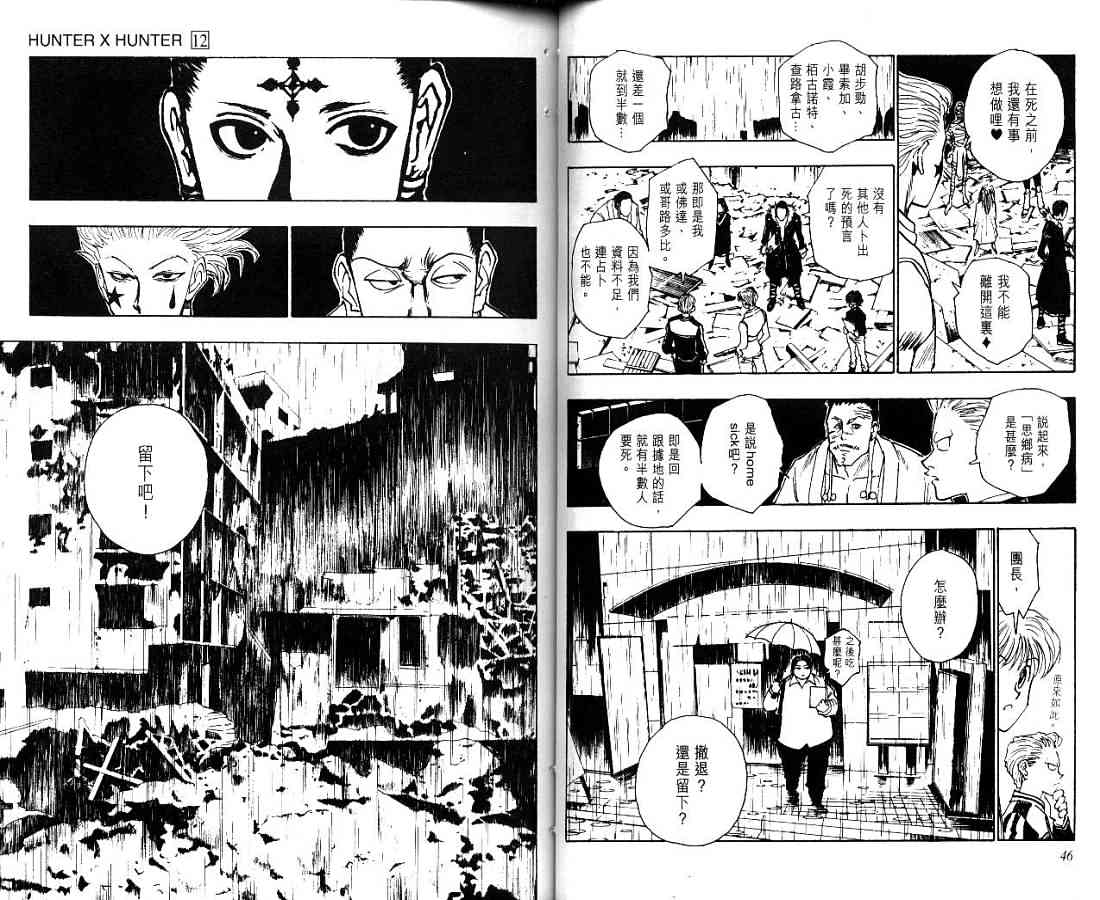 HUNTER X HUNTER 12
在死之前，
我還有事
想做哩♥
我不能
離開這裏♦
胡步勁、
畢索加、
小霞、
栢古諾特、
查路拿古…
還差一個
就到半數…
沒有
其他人卜出
死的預言
了嗎？
那即是我
或佛達、
或哥路多比。
因為我們
資料不足，
連占卜
也不能。
說起來，
「思鄉病」
是甚麼？
是說home
sick吧？
即是回
根據地的話，
就有半數人
要死。
團長，
原來如此。
怎麼辦？
之後吃
甚麼呢？
撤退？
還是留下？
46
留下吧！